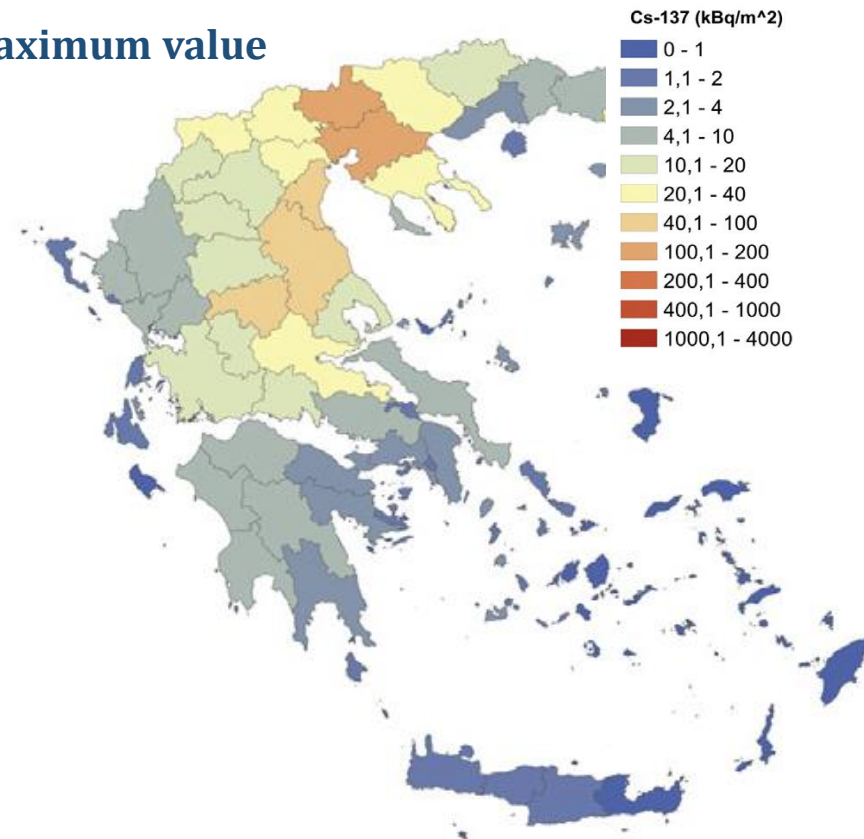 aximum value
Cs-137 (kBq/m^2)
0 - 1
1,1 - 2
2,1 - 4
4,1 - 10
10,1 - 20
20,1 - 40
40,1 - 100
100,1 - 200
200,1 - 400
400,1 - 1000
1000,1 - 4000